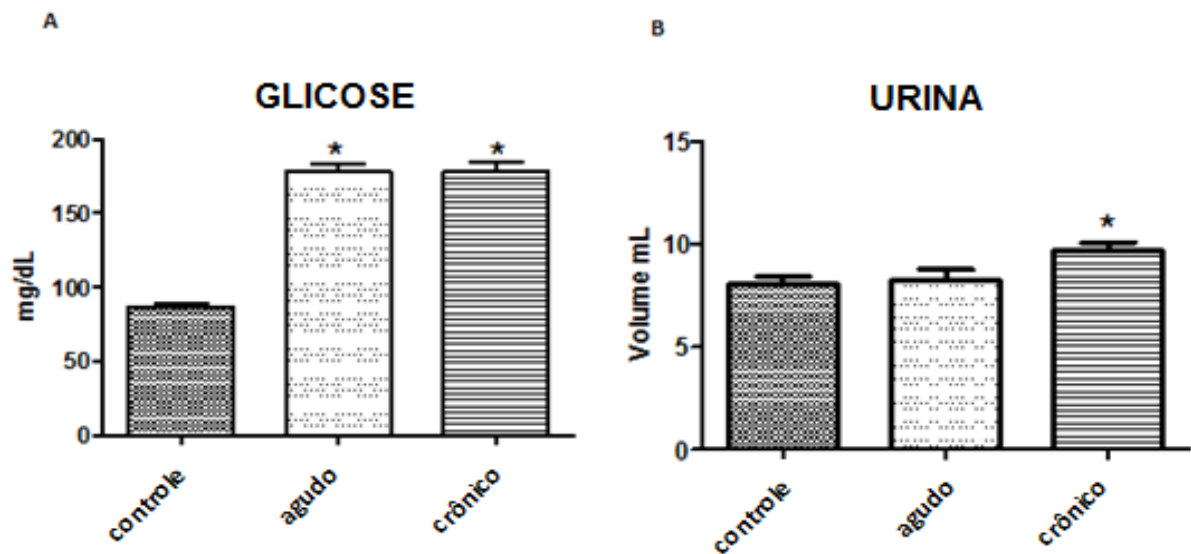 A
GLICOSE
mg/dL
200
150
100
50
0
*
*
controle
agudo
crônico
B
URINA
Volume mL
15
10
5
0
*
controle
agudo
crônico